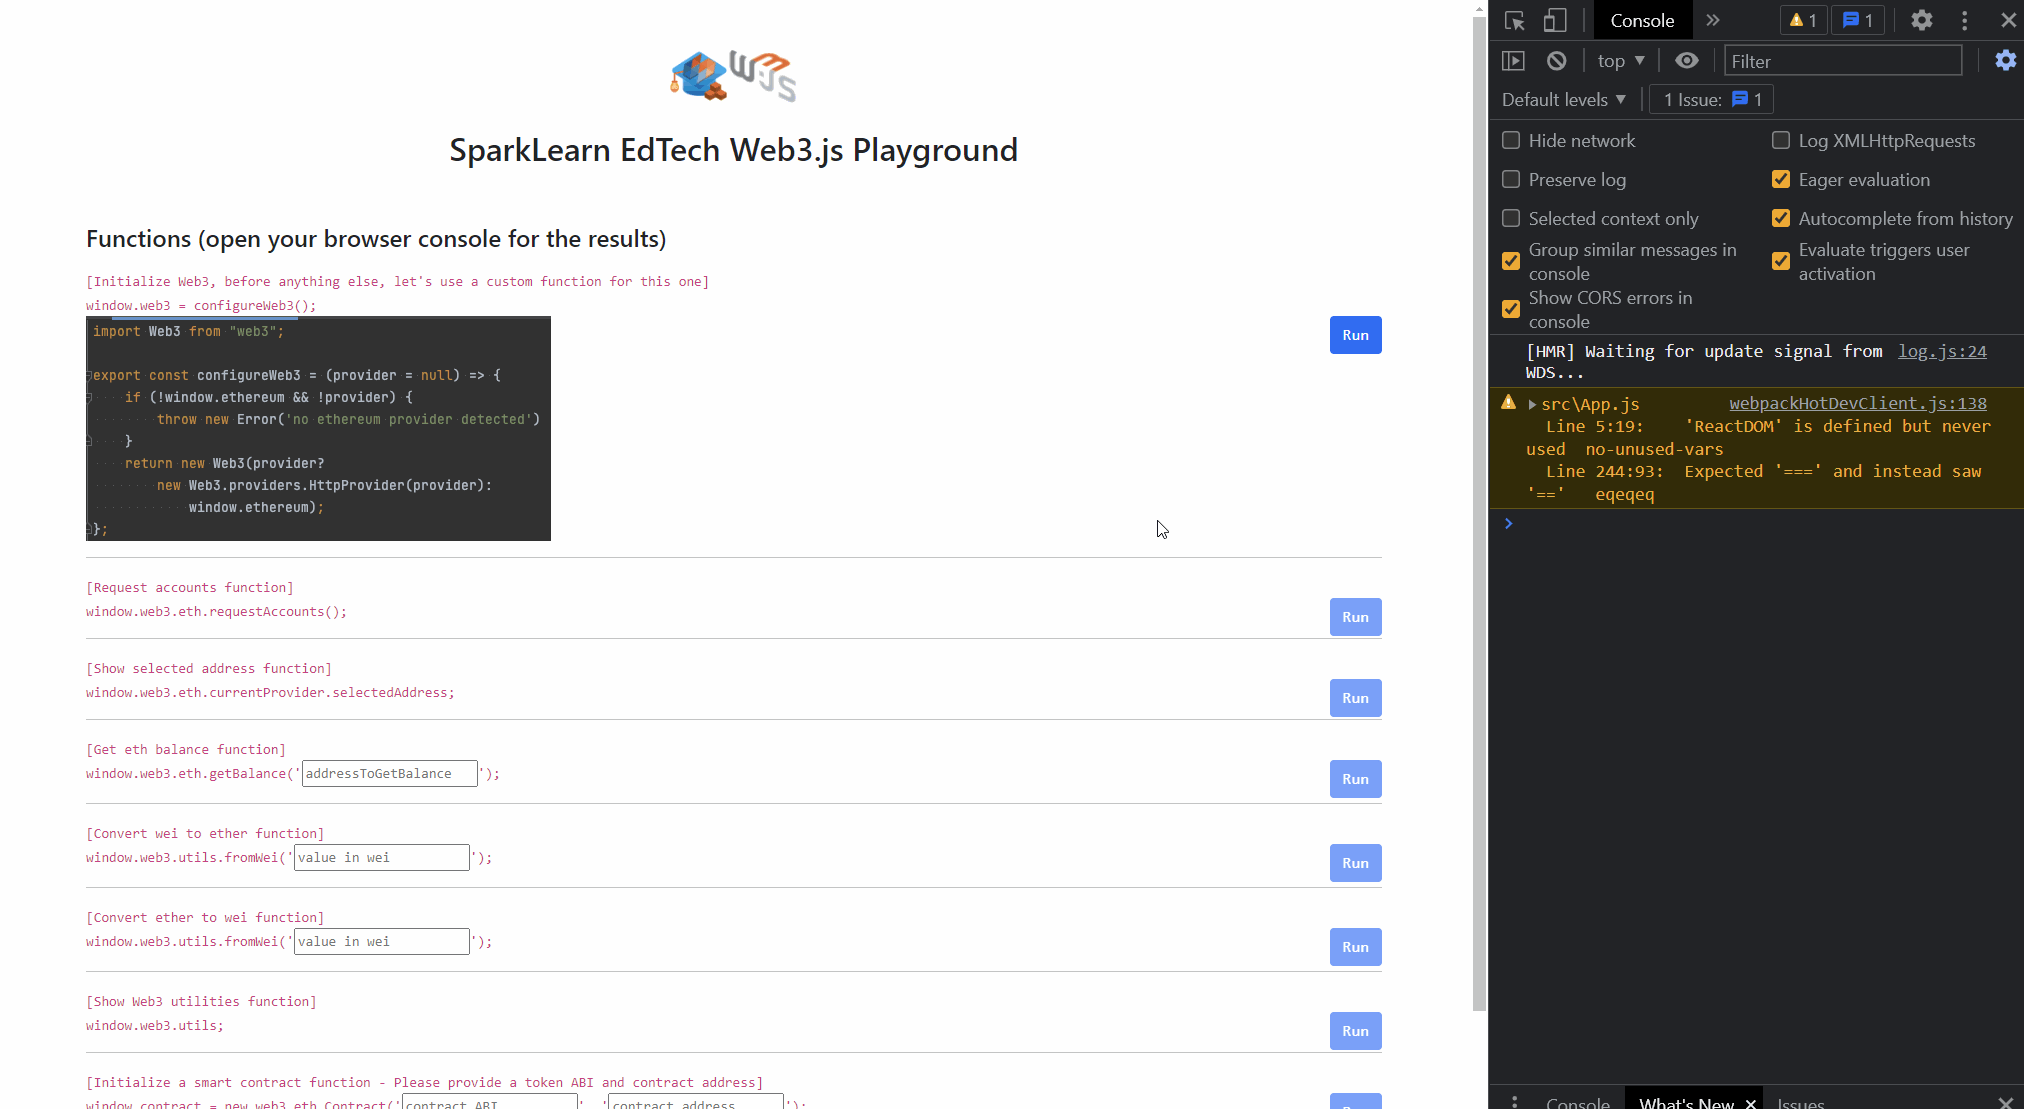 SparkLearn EdTech Web3.js Playground
Functions (open your browser console for the results)
[Initialize Web3, before anything else, let's use a custom function for this one]
window.web3 = configureWeb3();
import Web3 from "web3";
export const configureWeb3 = (provider = null) => {
if (!window.ethereum && !provider) {
throw new Error('no ethereum provider detected')
}
return new Web3(provider?
new Web3.providers.HttpProvider(provider):
window.ethereum);
};
Run
[Request accounts function]
window.web3.eth.requestAccounts();
Run
[Show selected address function]
window.web3.eth.currentProvider.selectedAddress;
Run
[Get eth balance function]
window.web3.eth.getBalance('addressToGetBalance');
Run
[Convert wei to ether function]
window.web3.utils.fromWei('value in wei');
Run
[Convert ether to wei function]
window.web3.utils.fromWei('value in wei');
Run
[Show Web3 utilities function]
window.web3.utils;
Run
[Initialize a smart contract function - Please provide a token ABI and contract address]
window.contract = new web3.eth.Contract('contract ABI', 'contract address');
Console
1
1
top
Filter
Default levels
1 Issue: 1
Hide network
Log XMLHttpRequests
Preserve log
Eager evaluation
Selected context only
Autocomplete from history
Group similar messages in console
Evaluate triggers user activation
Show CORS errors in console
[HMR] Waiting for update signal from log.js:24
WDS...
src\App.js webpackHotDevClient.js:138
Line 5:19: 'ReactDOM' is defined but never
used no-unused-vars
Line 244:93: Expected '===' and instead saw
'==' eqeqeq
Console What's New Issues